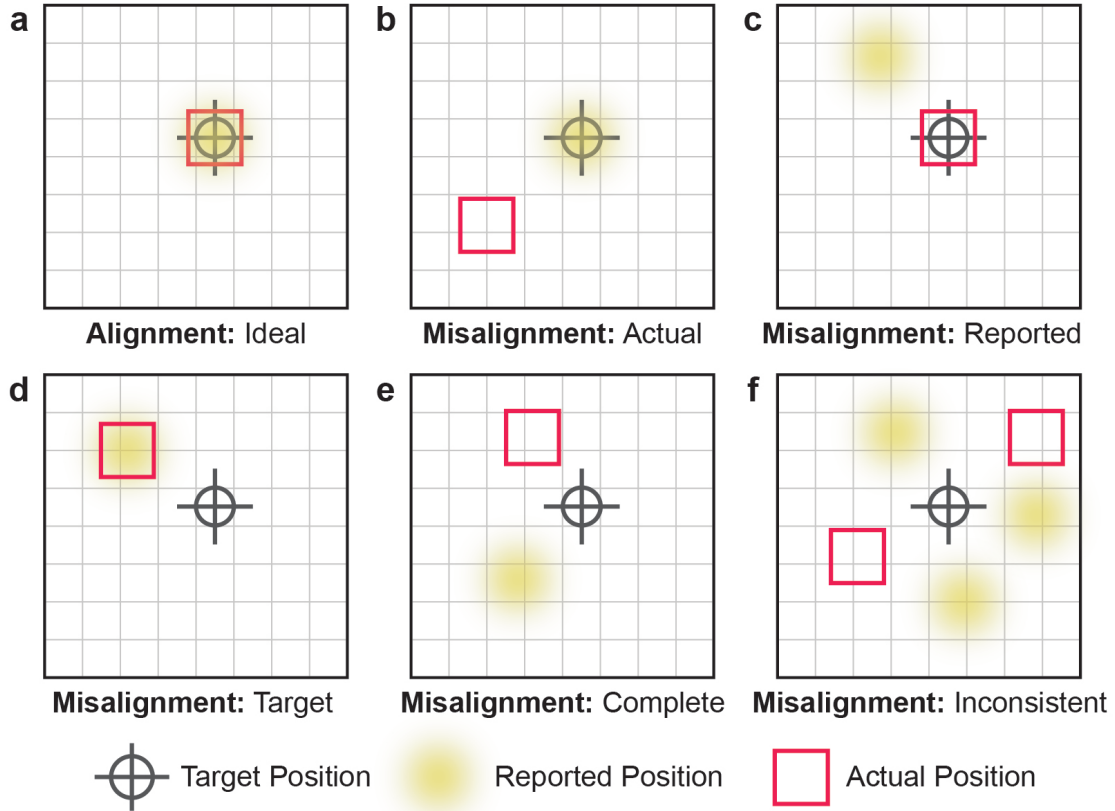 a
b
c
Alignment: Ideal
Misalignment: Actual
Misalignment: Reported
d
e
f
Misalignment: Target
Misalignment: Complete
Misalignment: Inconsistent
Target Position
Reported Position
Actual Position